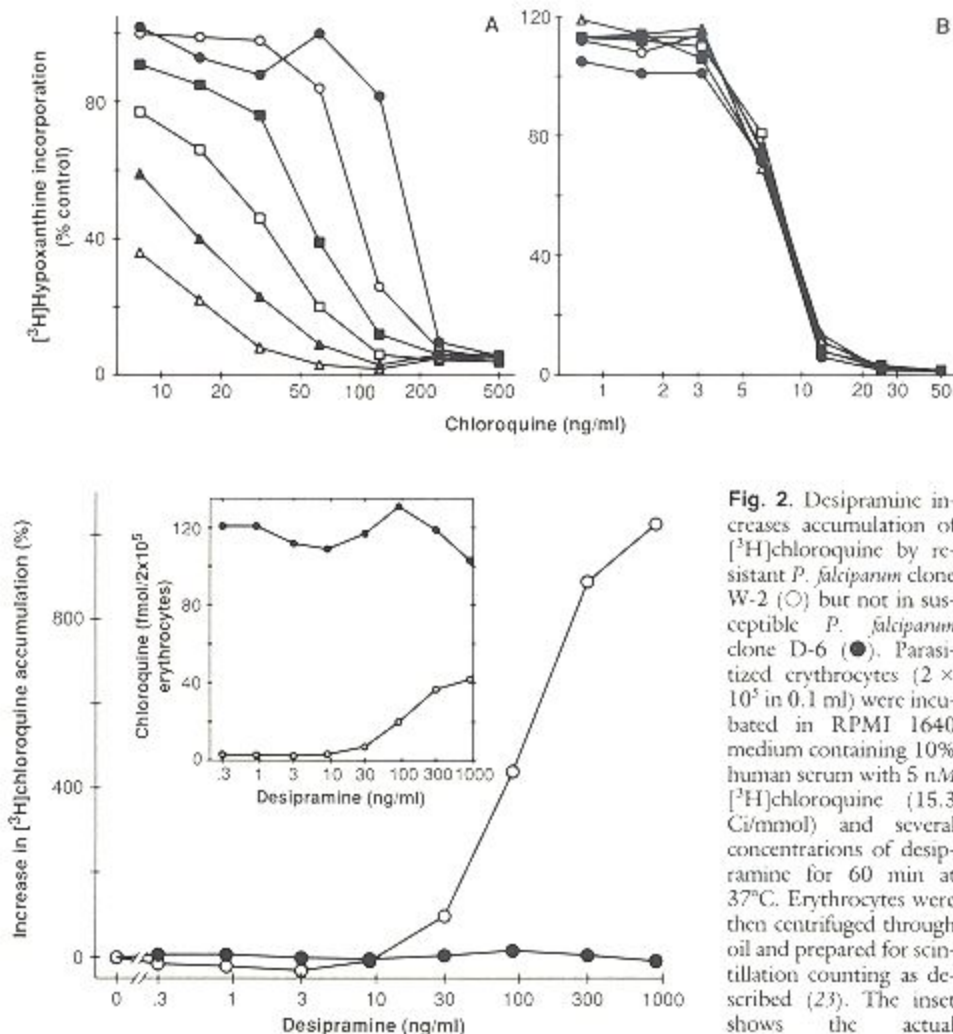 A
B
[³H]Hypoxanthine incorporation
(% control)
80
40
0
10 20 50 100 200 500
120
80
40
0
1 2 3 5 10 20 30 50
Chloroquine (ng/ml)
Increase in [³H]chloroquine accumulation (%)
800
400
0
0 .3 1 3 10 30 100 300 1000
Desipramine (ng/ml)
Chloroquine (fmol/2x10⁵
erythrocytes)
120
80
40
0
.3 1 3 10 30 100 300 1000
Desipramine (ng/ml)
Fig. 2. Desipramine in-
creases accumulation of
[³H]chloroquine by re-
sistant P. falciparum clone
W-2 (○) but not in sus-
ceptible P. falciparum
clone D-6 (●). Parasi-
tized erythrocytes (2 ×
10⁵ in 0.1 ml) were incu-
bated in RPMI 1640
medium containing 10%
human serum with 5 nM
[³H]chloroquine (15.3
Ci/mmol) and several
concentrations of desip-
ramine for 60 min at
37°C. Erythrocytes were
then centrifuged through
oil and prepared for scin-
tillation counting as de-
scribed (23). The inset
shows the actual